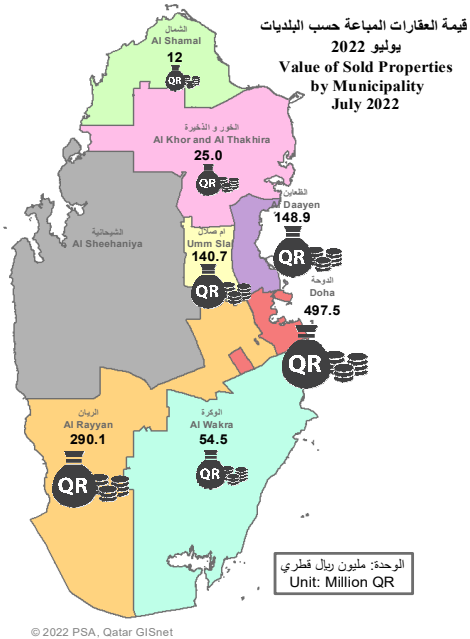 قيمة العقارات المباعة حسب البلديات
يوليو 2022
Value of Sold Properties
by Municipality
July 2022
الشمال
Al Shamal
12
الخور و الذخيرة
Al Khor and Al Thakhira
25.0
QR
الظعاين
Al Daayen
148.9
QR
الشيحانية
Al Sheehaniya
ام صلال
Umm Slal
140.7
QR
الدوحة
Doha
497.5
QR
الريان
Al Rayyan
290.1
QR
الوكرة
Al Wakra
54.5
QR
QR
الوحدة: مليون ريال قطري
Unit: Million QR
© 2022 PSA, Qatar GISnet